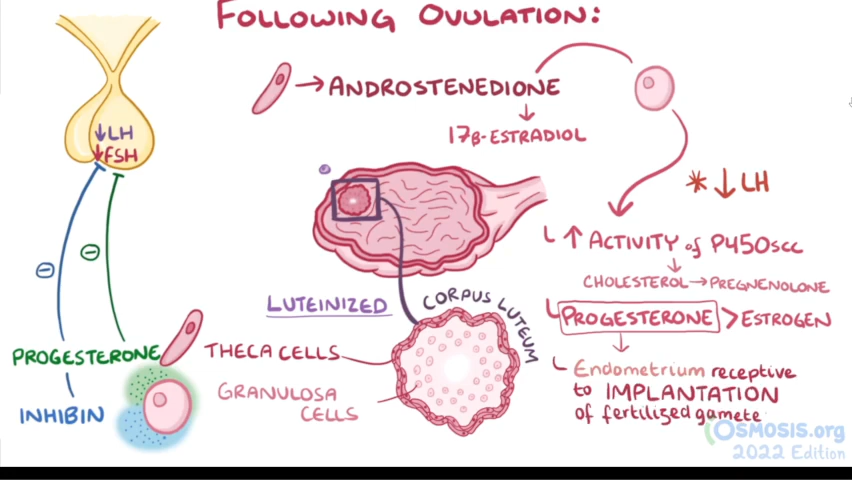 FOLLOWING OVULATION:
→ ANDROSTENEDIONE
↓
17β-ESTRADIOL
↓LH
↓FSH
* ↓ LH
↑ ACTIVITY of P450scc
↓
CHOLESTEROL → PREGNENOLONE
PROGESTERONE > ESTROGEN
↓
Endometrium receptive
to IMPLANTATION
of fertilized gamete
LUTEINIZED
CORPUS LUTEUM
THECA CELLS
GRANULOSA
CELLS
⊖
⊖
PROGESTERONE
INHIBIN
OSMOSIS.org
2022 Edition